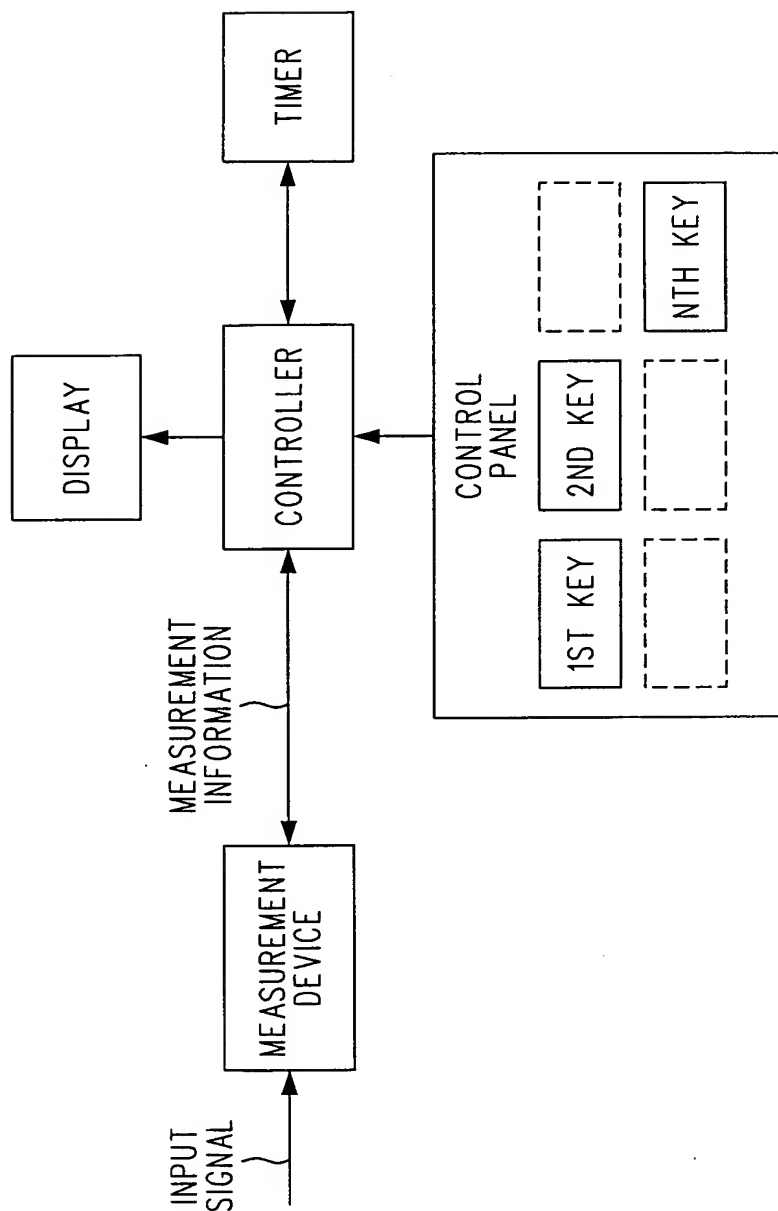 INPUT
SIGNAL
MEASUREMENT
DEVICE
MEASUREMENT
INFORMATION
DISPLAY
CONTROLLER
TIMER
CONTROL
PANEL
1ST KEY
2ND KEY
NTH KEY